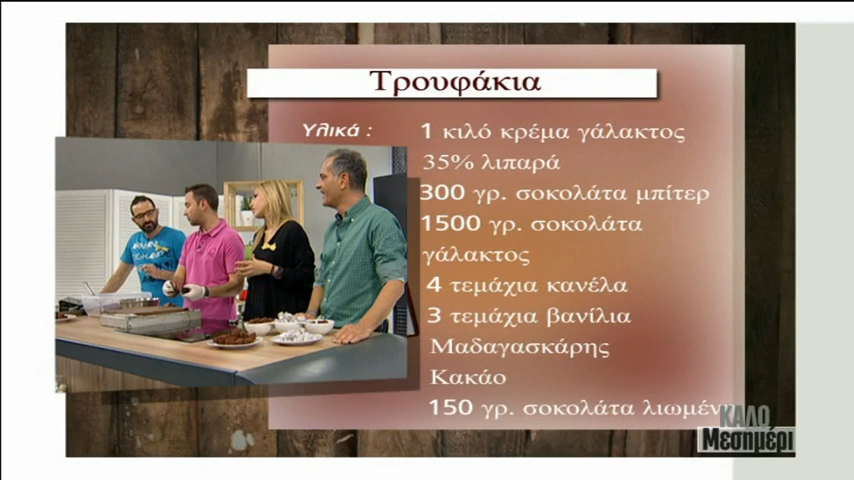 Τρουφάκια
Υλικά :
1 κιλό κρέμα γάλακτος
35% λιπαρά
300 γρ. σοκολάτα μπίτερ
1500 γρ. σοκολάτα
γάλακτος
4 τεμάχια κανέλα
3 τεμάχια βανίλια
Μαδαγασκάρης
Κακάο
150 γρ. σοκολάτα λιωμέν
ΚΑΛΟ
Μεσημέρι